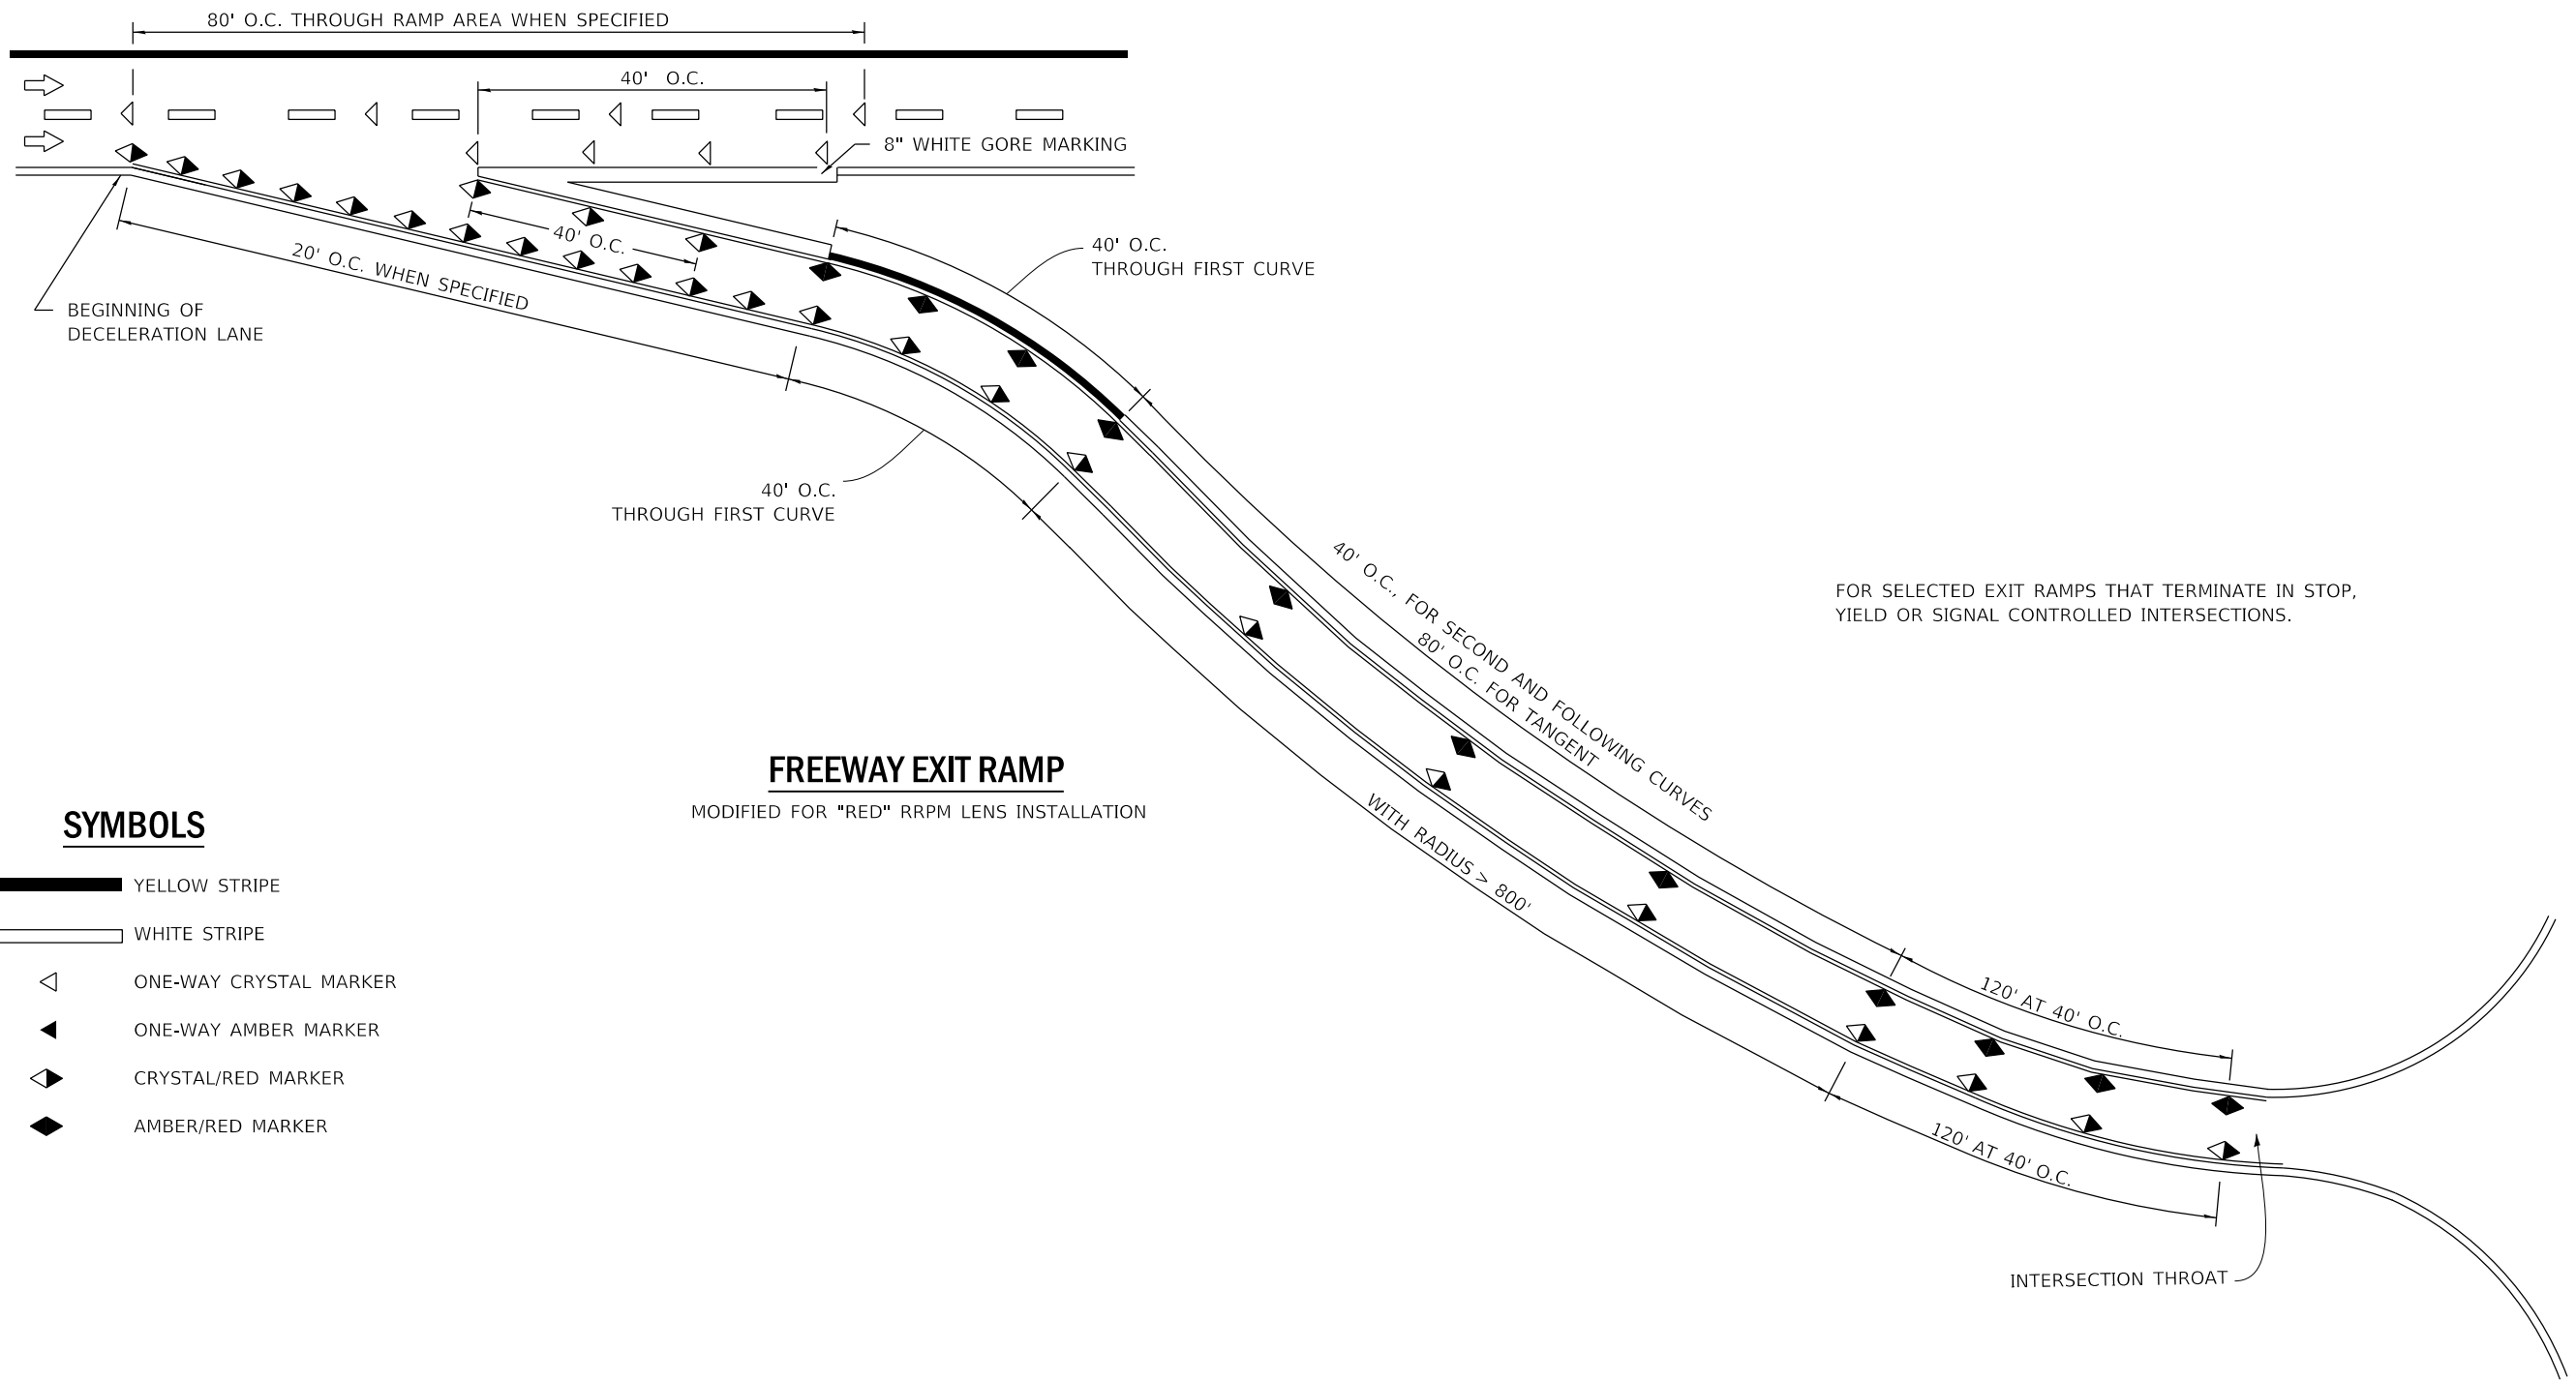 80' O.C. THROUGH RAMP AREA WHEN SPECIFIED
40' O.C.
8" WHITE GORE MARKING
40' O.C.
20' O.C. WHEN SPECIFIED
40' O.C.
THROUGH FIRST CURVE
BEGINNING OF
DECELERATION LANE
40' O.C.
THROUGH FIRST CURVE
40' O.C., FOR SECOND AND FOLLOWING CURVES
80' O.C. FOR TANGENT
FOR SELECTED EXIT RAMPS THAT TERMINATE IN STOP,
YIELD OR SIGNAL CONTROLLED INTERSECTIONS.
FREEWAY EXIT RAMP
MODIFIED FOR "RED" RRPM LENS INSTALLATION
WITH RADIUS > 800'
SYMBOLS
YELLOW STRIPE
WHITE STRIPE
ONE-WAY CRYSTAL MARKER
ONE-WAY AMBER MARKER
CRYSTAL/RED MARKER
AMBER/RED MARKER
120' AT 40' O.C.
120' AT 40' O.C.
INTERSECTION THROAT